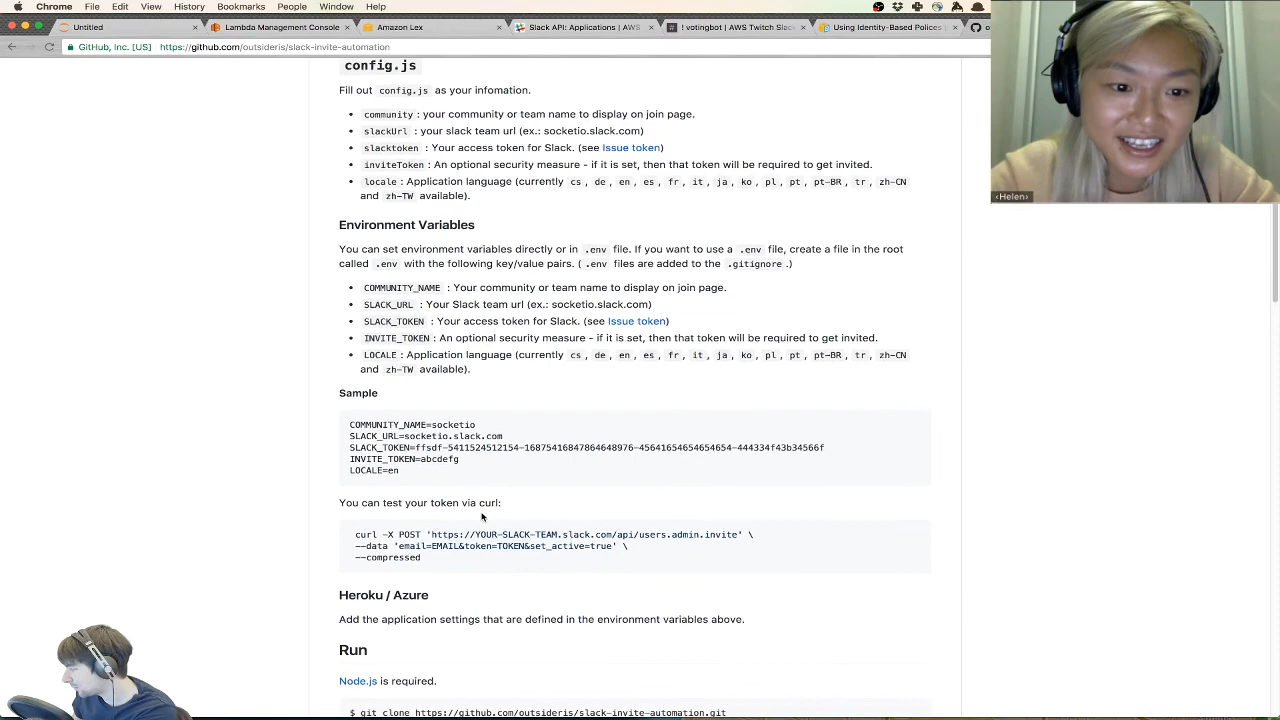 Chrome File Edit View History Bookmarks People Window Help
Untitled × Lambda Management Console × Amazon Lex × Slack API: Applications | AWS × ! votingbot | AWS Twitch Slack × Using Identity-Based Polices ×
GitHub, Inc. [US] https://github.com/outsideris/slack-invite-automation
config.js
Fill out config.js as your infomation.
• community : your community or team name to display on join page.
• slackUrl : your slack team url (ex.: socketio.slack.com)
• slacktoken : Your access token for Slack. (see Issue token)
• inviteToken : An optional security measure - if it is set, then that token will be required to get invited.
• locale : Application language (currently cs , de , en , es , fr , it , ja , ko , pl , pt , pt-BR , tr , zh-CN
and zh-TW available).
Environment Variables
You can set environment variables directly or in .env file. If you want to use a .env file, create a file in the root
called .env with the following key/value pairs. ( .env files are added to the .gitignore .)
• COMMUNITY_NAME : Your community or team name to display on join page.
• SLACK_URL : Your Slack team url (ex.: socketio.slack.com)
• SLACK_TOKEN : Your access token for Slack. (see Issue token)
• INVITE_TOKEN : An optional security measure - if it is set, then that token will be required to get invited.
• LOCALE : Application language (currently cs , de , en , es , fr , it , ja , ko , pl , pt , pt-BR , tr , zh-CN
and zh-TW available).
Sample
COMMUNITY_NAME=socketio
SLACK_URL=socketio.slack.com
SLACK_TOKEN=ffsdf-5411524512154-16875416847864648976-45641654654654654-444334f43b34566f
INVITE_TOKEN=abcdefg
LOCALE=en
You can test your token via curl:
curl -X POST 'https://YOUR-SLACK-TEAM.slack.com/api/users.admin.invite' \
--data 'email=EMAIL&token=TOKEN&set_active=true' \
--compressed
Heroku / Azure
Add the application settings that are defined in the environment variables above.
Run
Node.js is required.
$ git clone https://github.com/outsideris/slack-invite-automation.git
‹Helen›